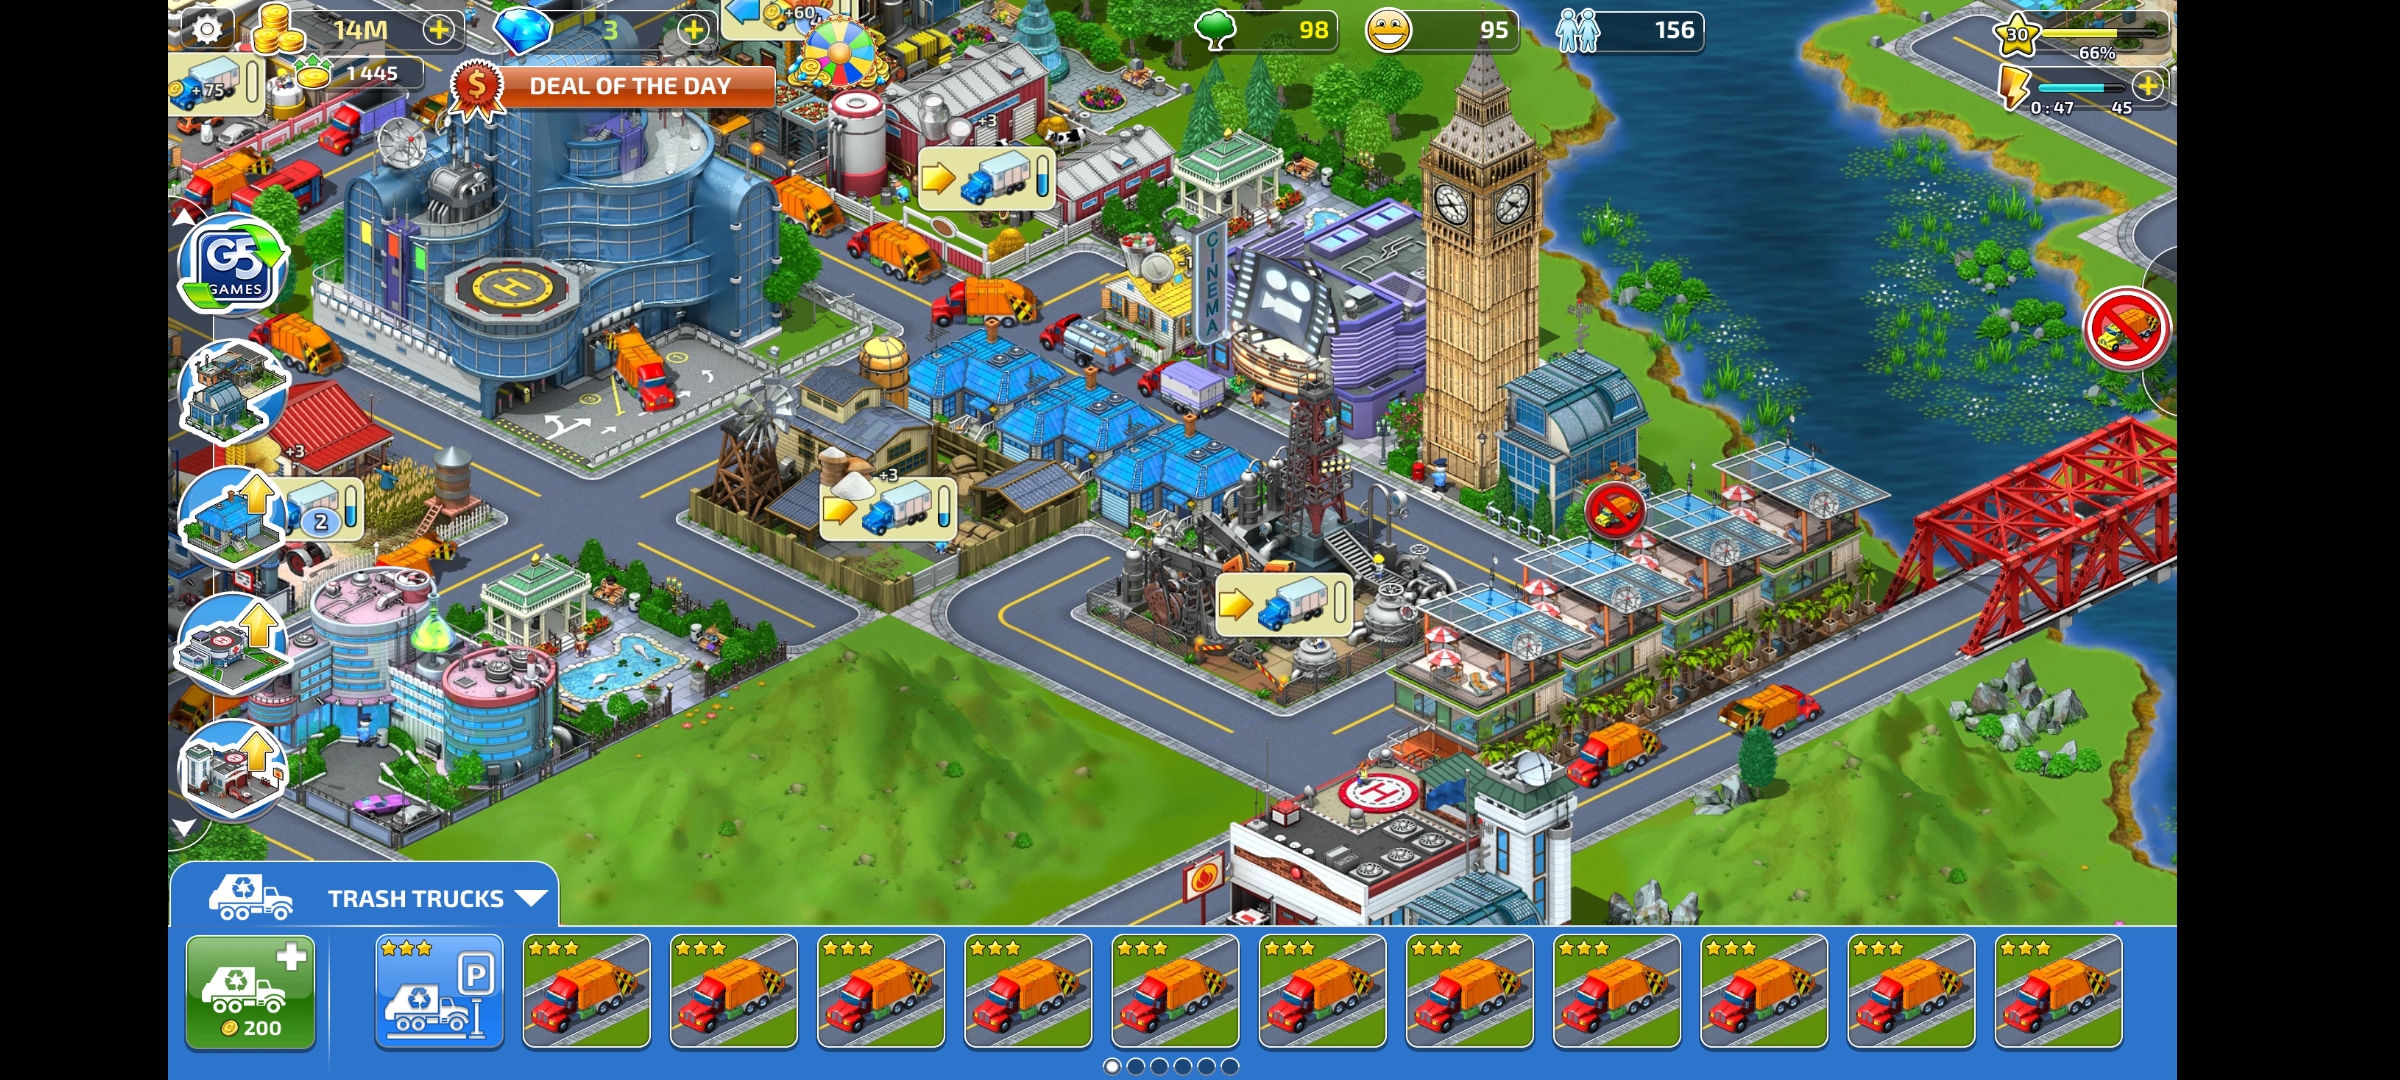 14M
3
+60
98
95
156
30
66%
+75
1 445
DEAL OF THE DAY
0:47
45
+3
G5
GAMES
CINEMA
H
+3
+3
2
H
TRASH TRUCKS
200
P